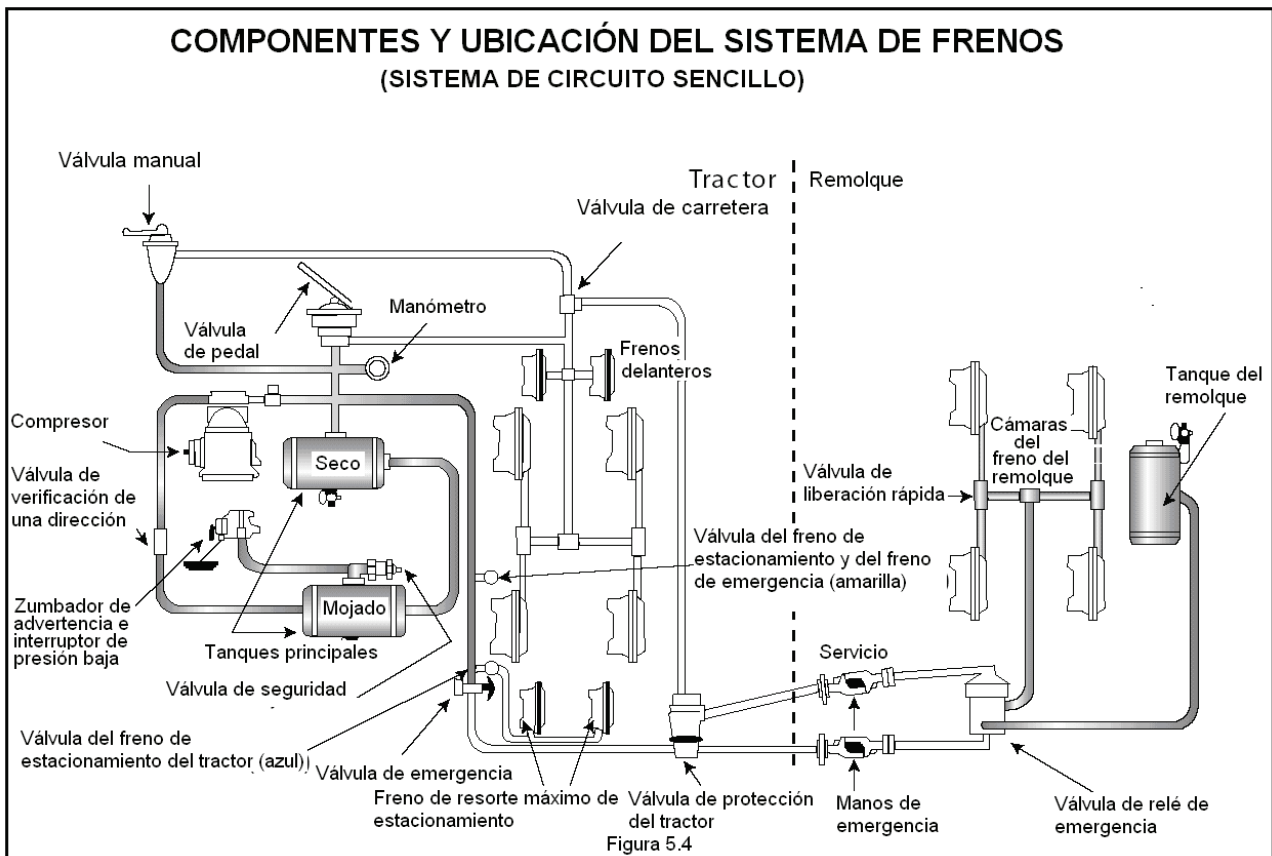 COMPONENTES Y UBICACIÓN DEL SISTEMA DE FRENOS
(SISTEMA DE CIRCUITO SENCILLO)
Válvula manual
Tractor
Remolque
Válvula de carretera
Válvula
de pedal
Manómetro
Frenos
delanteros
Tanque del
remolque
Compresor
Seco
Cámaras
del
freno del
remolque
Válvula de
verificación de
una dirección
Válvula de
liberación rápida
Válvula del freno de
estacionamiento y del freno
de emergencia (amarilla)
Zumbador de
advertencia e
interruptor de
presión baja
Mojado
Tanques principales
Servicio
Válvula de seguridad
Válvula del freno de
estacionamiento del tractor (azul))
Válvula de emergencia
Freno de resorte máximo de
estacionamiento
Válvula de protección
del tractor
Manos de
emergencia
Válvula de relé de
emergencia
Figura 5.4